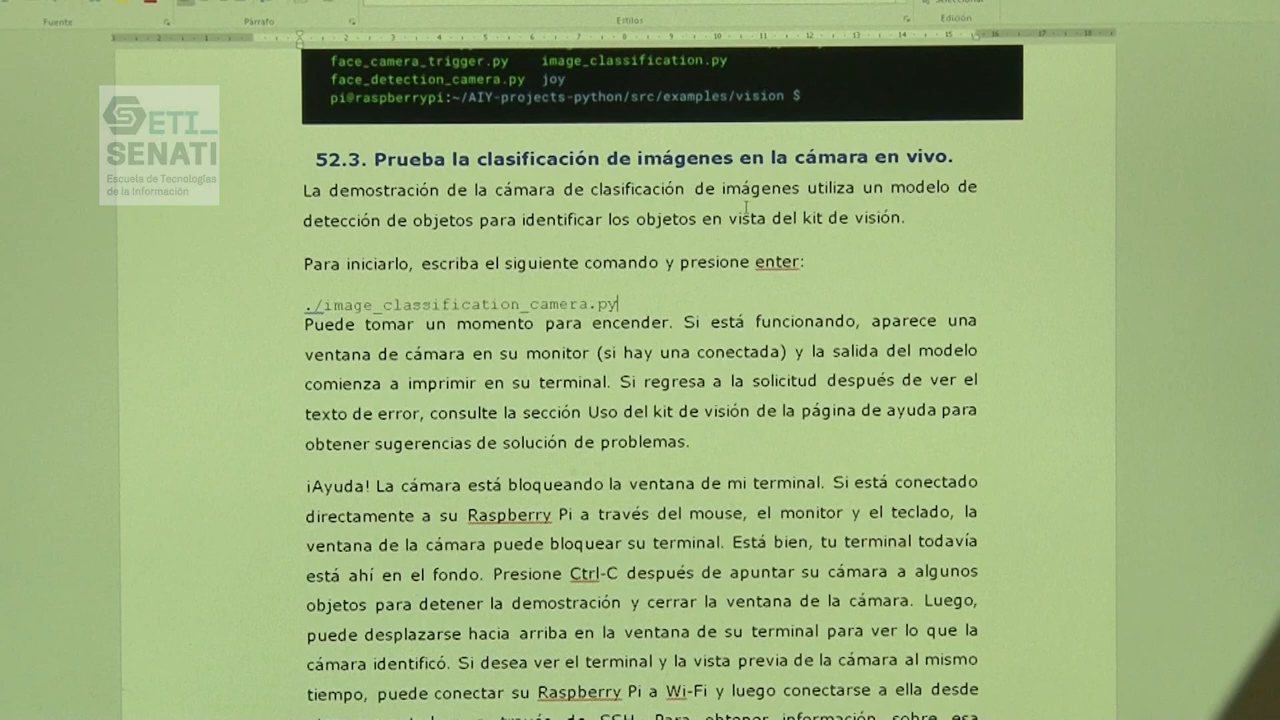 Fuente
Párrafo
Estilos
Edición
face_camera_trigger.py image_classification.py
face_detection_camera.py joy
pi@raspberrypi:~/AIY-projects-python/src/examples/vision $
ETI_
SENATI
Escuela de Tecnologías
de la Información
52.3. Prueba la clasificación de imágenes en la cámara en vivo.
La demostración de la cámara de clasificación de imágenes utiliza un modelo de
detección de objetos para identificar los objetos en vista del kit de visión.
Para iniciarlo, escriba el siguiente comando y presione enter:
./image_classification_camera.py
Puede tomar un momento para encender. Si está funcionando, aparece una
ventana de cámara en su monitor (si hay una conectada) y la salida del modelo
comienza a imprimir en su terminal. Si regresa a la solicitud después de ver el
texto de error, consulte la sección Uso del kit de visión de la página de ayuda para
obtener sugerencias de solución de problemas.
¡Ayuda! La cámara está bloqueando la ventana de mi terminal. Si está conectado
directamente a su Raspberry Pi a través del mouse, el monitor y el teclado, la
ventana de la cámara puede bloquear su terminal. Está bien, tu terminal todavía
está ahí en el fondo. Presione Ctrl-C después de apuntar su cámara a algunos
objetos para detener la demostración y cerrar la ventana de la cámara. Luego,
puede desplazarse hacia arriba en la ventana de su terminal para ver lo que la
cámara identificó. Si desea ver el terminal y la vista previa de la cámara al mismo
tiempo, puede conectar su Raspberry Pi a Wi-Fi y luego conectarse a ella desde